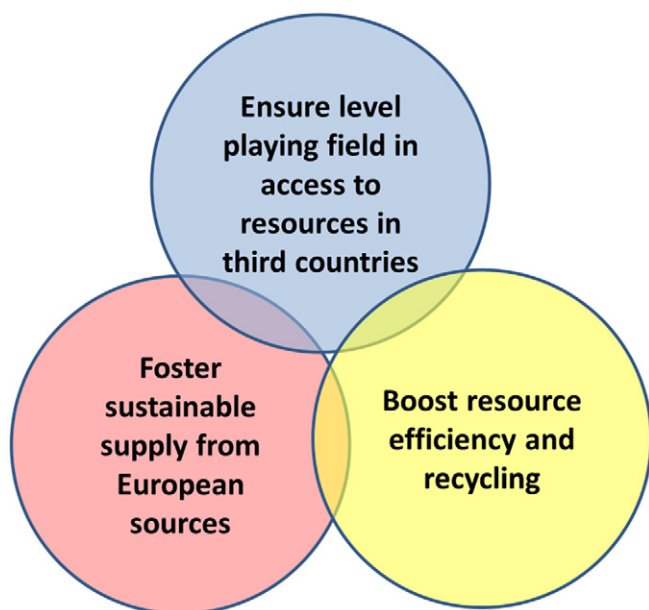 Ensure level
playing field in
access to
resources in
third countries
Foster
sustainable
supply from
European
sources
Boost resource
efficiency and
recycling